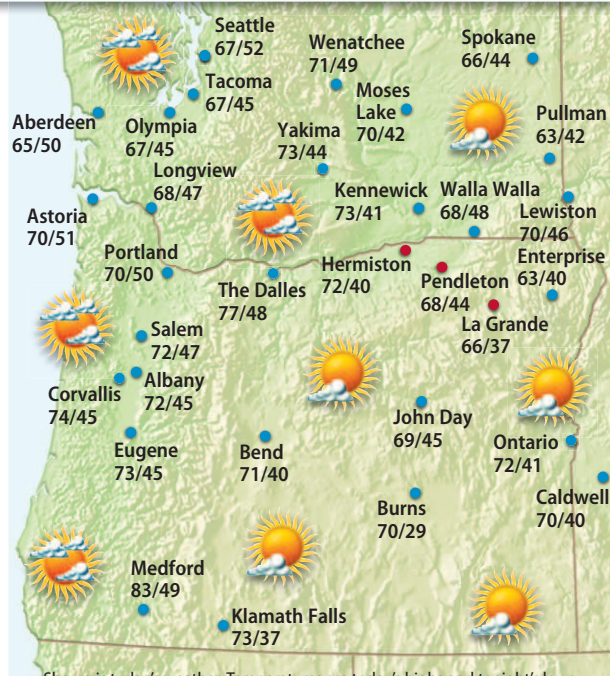 Seattle
67/52
Wenatchee
71/49
Spokane
66/44
Tacoma
67/45
Moses
Lake
70/42
Pullman
63/42
Aberdeen
65/50
Olympia
67/45
Yakima
73/44
Longview
68/47
Kennewick
73/41
Walla Walla
68/48
Lewiston
70/46
Astoria
70/51
Portland
70/50
The Dalles
77/48
Hermiston
72/40
Pendleton
68/44
Enterprise
63/40
La Grande
66/37
Salem
72/47
Albany
72/45
Corvallis
74/45
John Day
69/45
Eugene
73/45
Bend
71/40
Ontario
72/41
Caldwell
70/40
Burns
70/29
Medford
83/49
Klamath Falls
73/37